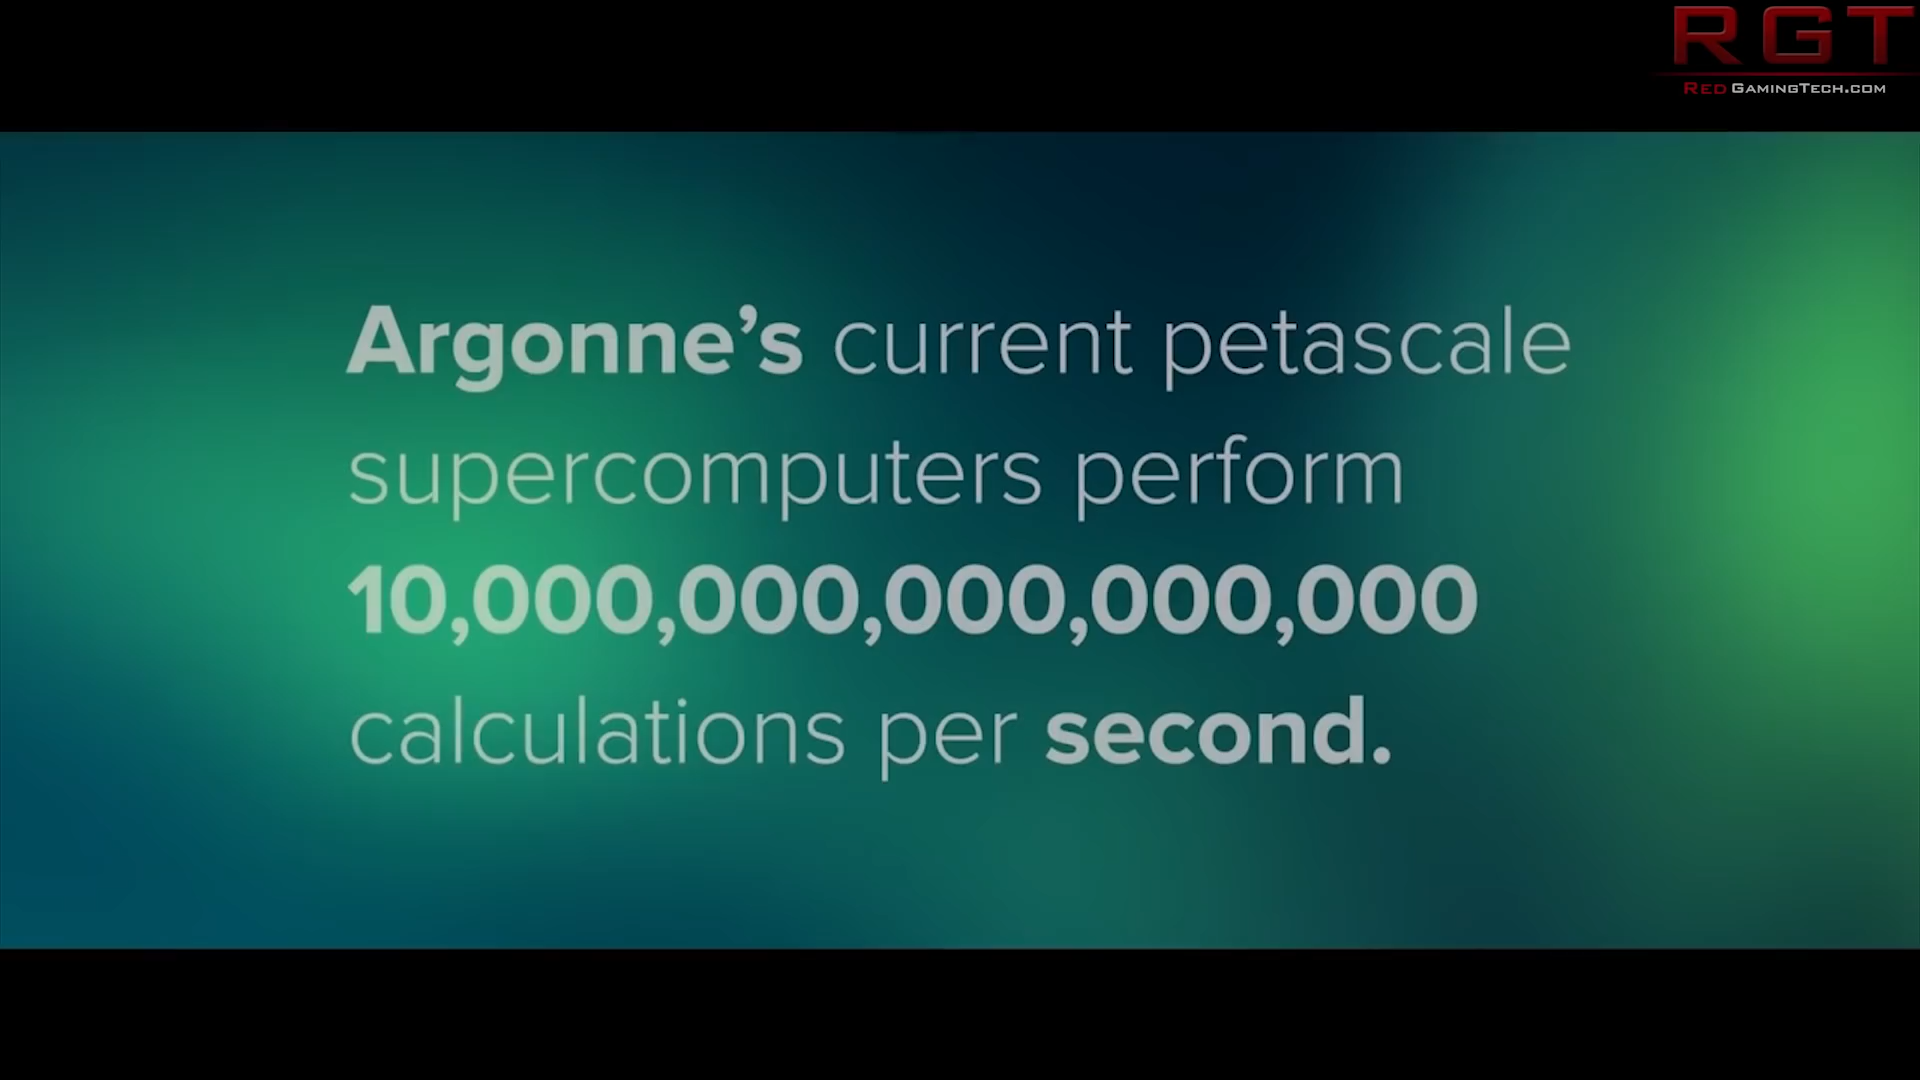 RGT
RedGamingTech.com
Argonne’s current petascale
supercomputers perform
10,000,000,000,000,000
calculations per second.